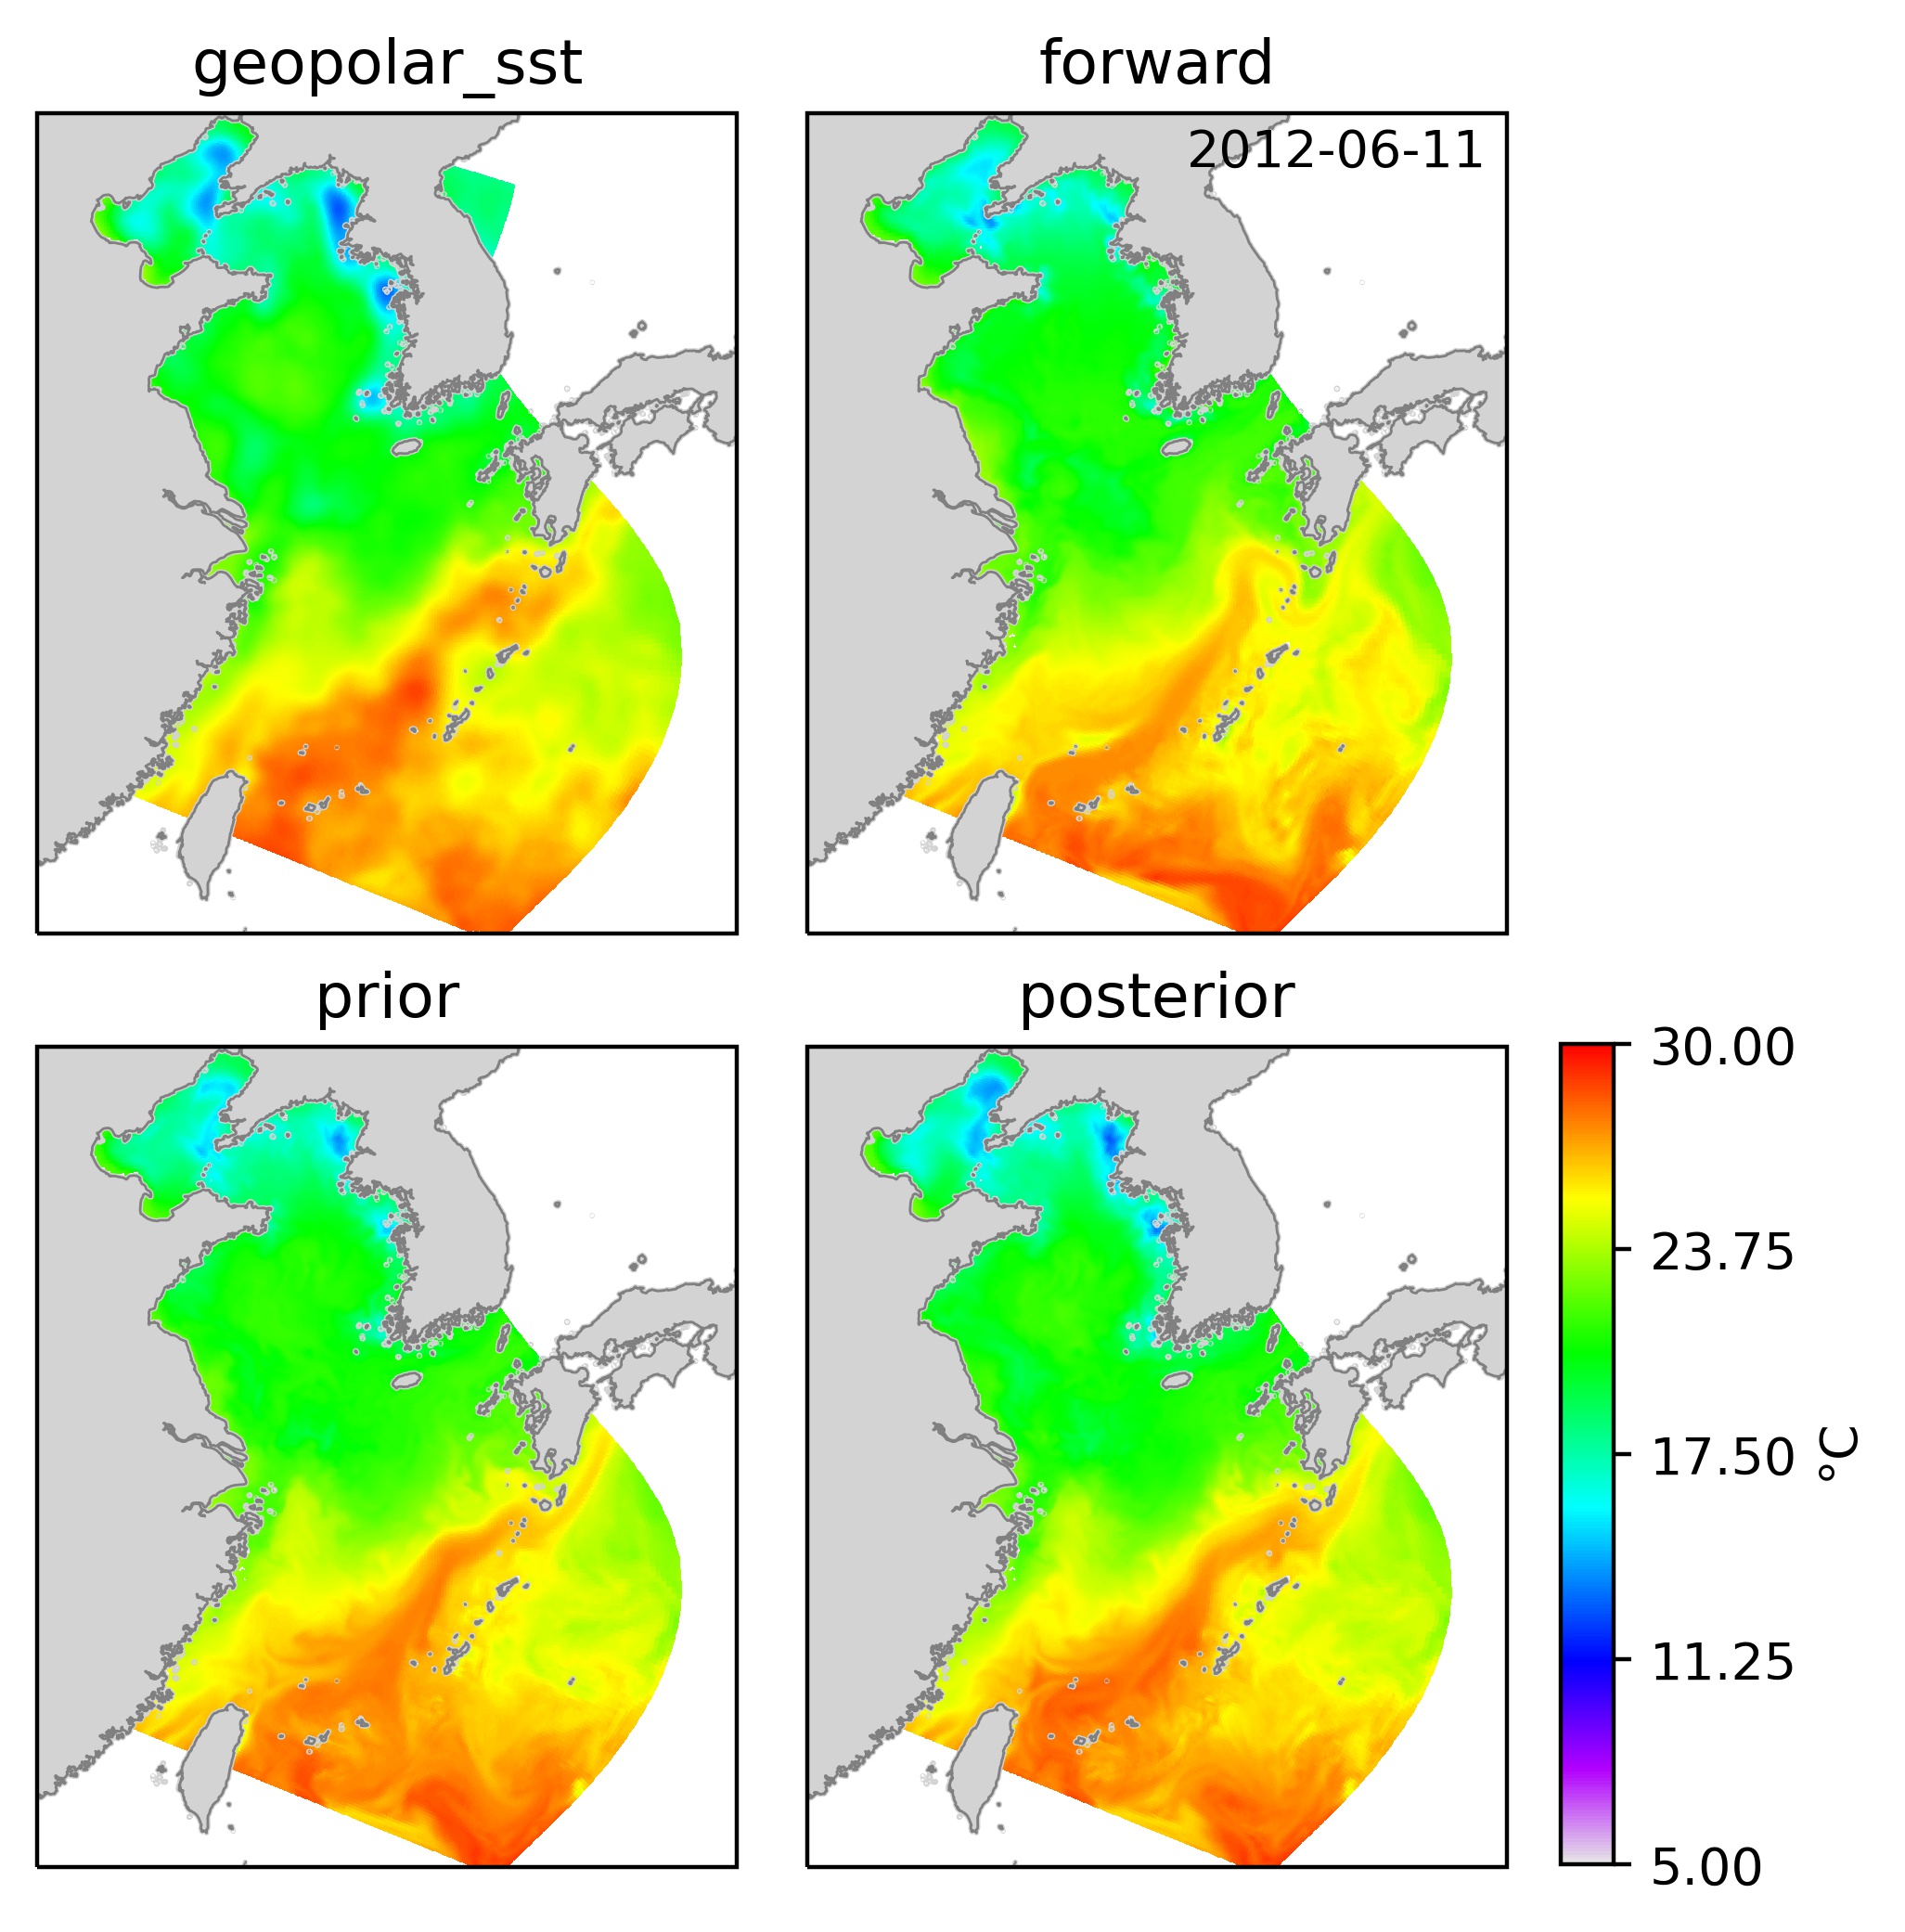 geopolar_sst
forward
2012-06-11
prior
posterior
30.00
23.75
17.50
11.25
5.00
°C